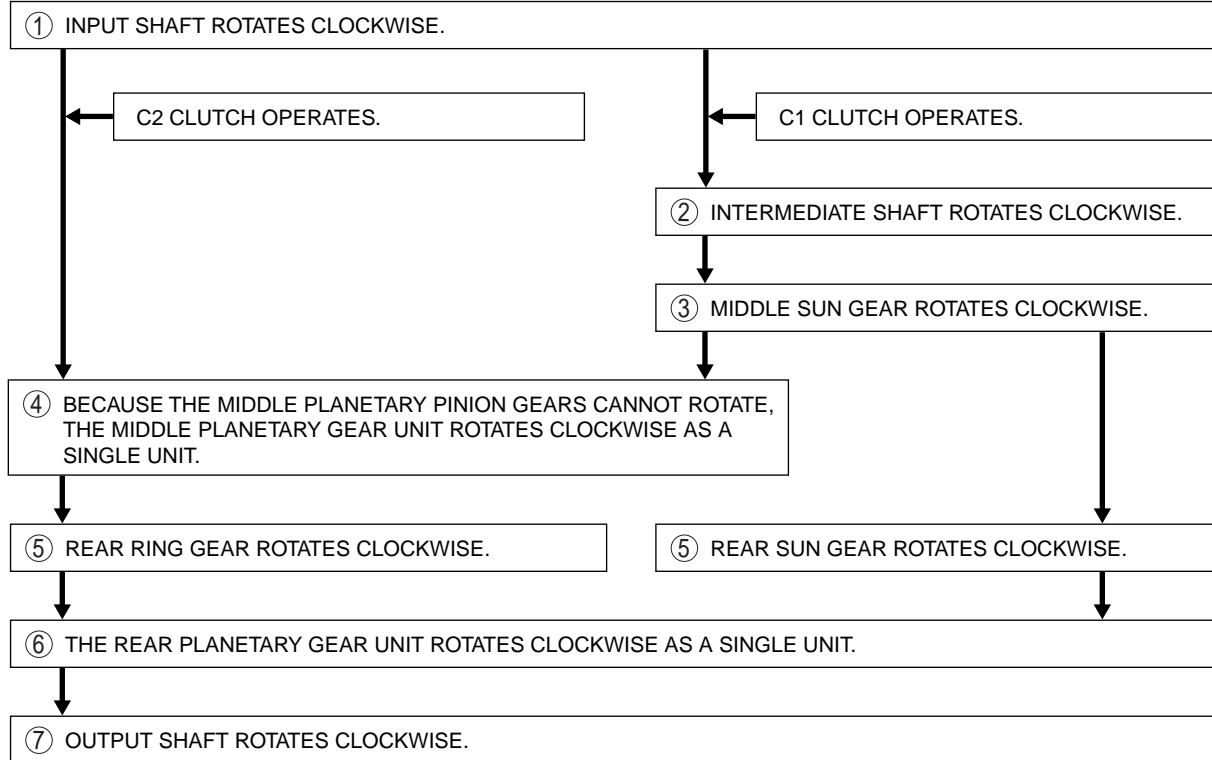 ① INPUT SHAFT ROTATES CLOCKWISE.
C2 CLUTCH OPERATES.
C1 CLUTCH OPERATES.
② INTERMEDIATE SHAFT ROTATES CLOCKWISE.
③ MIDDLE SUN GEAR ROTATES CLOCKWISE.
④ BECAUSE THE MIDDLE PLANETARY PINION GEARS CANNOT ROTATE,
THE MIDDLE PLANETARY GEAR UNIT ROTATES CLOCKWISE AS A
SINGLE UNIT.
⑤ REAR RING GEAR ROTATES CLOCKWISE.
⑤ REAR SUN GEAR ROTATES CLOCKWISE.
⑥ THE REAR PLANETARY GEAR UNIT ROTATES CLOCKWISE AS A SINGLE UNIT.
⑦ OUTPUT SHAFT ROTATES CLOCKWISE.